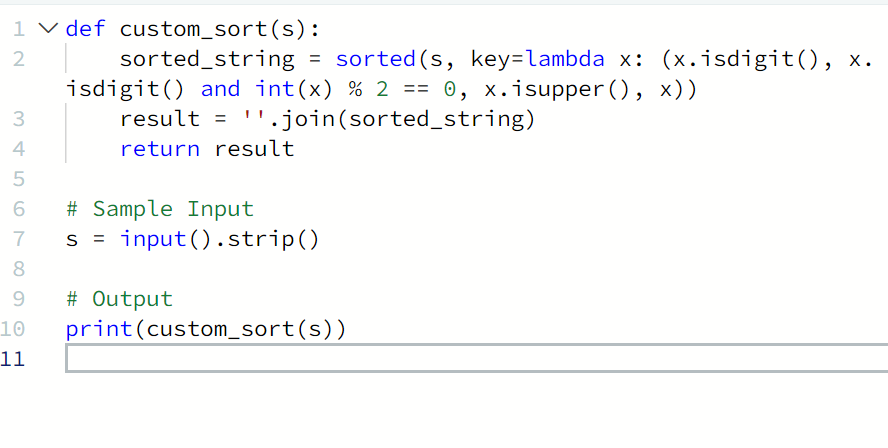 1 def custom_sort(s):
2 sorted_string = sorted(s, key=lambda x: (x.isdigit(), x.
isdigit() and int(x) % 2 == 0, x.isupper(), x))
3 result = ''.join(sorted_string)
4 return result
5
6 # Sample Input
7 s = input().strip()
8
9 # Output
10 print(custom_sort(s))
11